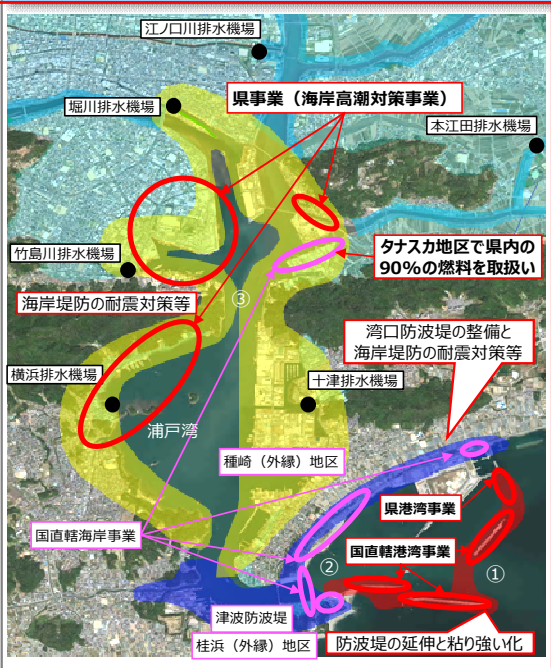 江ノ口川排水機場
堀川排水機場
県事業（海岸高潮対策事業）
本江田排水機場
タナスカ地区で県内の
90%の燃料を取扱い
竹島川排水機場
③
海岸堤防の耐震対策等
湾口防波堤の整備と
海岸堤防の耐震対策等
横浜排水機場
十津排水機場
浦戸湾
種崎（外縁）地区
県港湾事業
国直轄海岸事業
国直轄港湾事業
②
①
津波防波堤
桂浜（外縁）地区
防波堤の延伸と粘り強い化